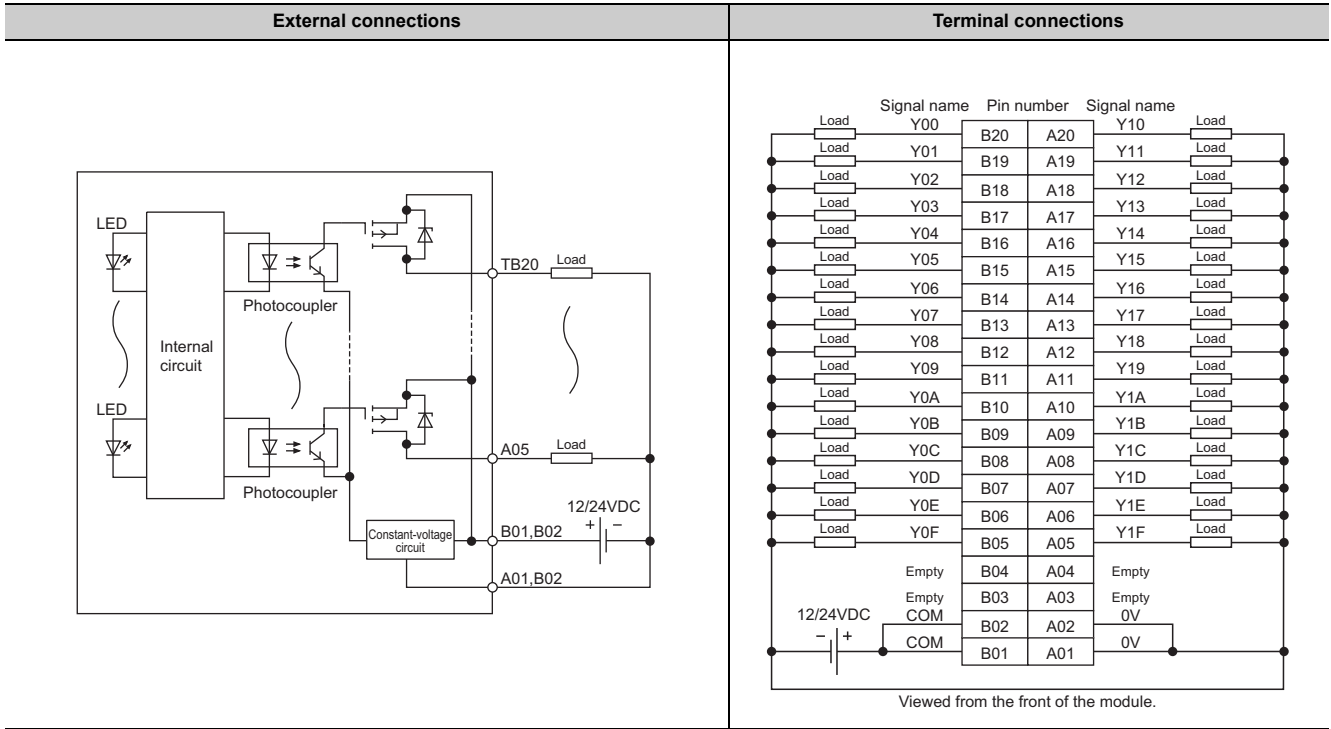 External connections
Terminal connections
LED
LED
Internal
circuit
Photocoupler
Photocoupler
TB20 Load
A05 Load
12/24VDC
+ −
Constant-voltage
circuit
B01,B02
A01,B02
Signal name Pin number Signal name
Load Y00 B20 A20 Y10 Load
Load Y01 B19 A19 Y11 Load
Load Y02 B18 A18 Y12 Load
Load Y03 B17 A17 Y13 Load
Load Y04 B16 A16 Y14 Load
Load Y05 B15 A15 Y15 Load
Load Y06 B14 A14 Y16 Load
Load Y07 B13 A13 Y17 Load
Load Y08 B12 A12 Y18 Load
Load Y09 B11 A11 Y19 Load
Load Y0A B10 A10 Y1A Load
Load Y0B B09 A09 Y1B Load
Load Y0C B08 A08 Y1C Load
Load Y0D B07 A07 Y1D Load
Load Y0E B06 A06 Y1E Load
Load Y0F B05 A05 Y1F Load
Empty B04 A04 Empty
Empty B03 A03 Empty
12/24VDC COM B02 A02 0V
− + COM B01 A01 0V
Viewed from the front of the module.